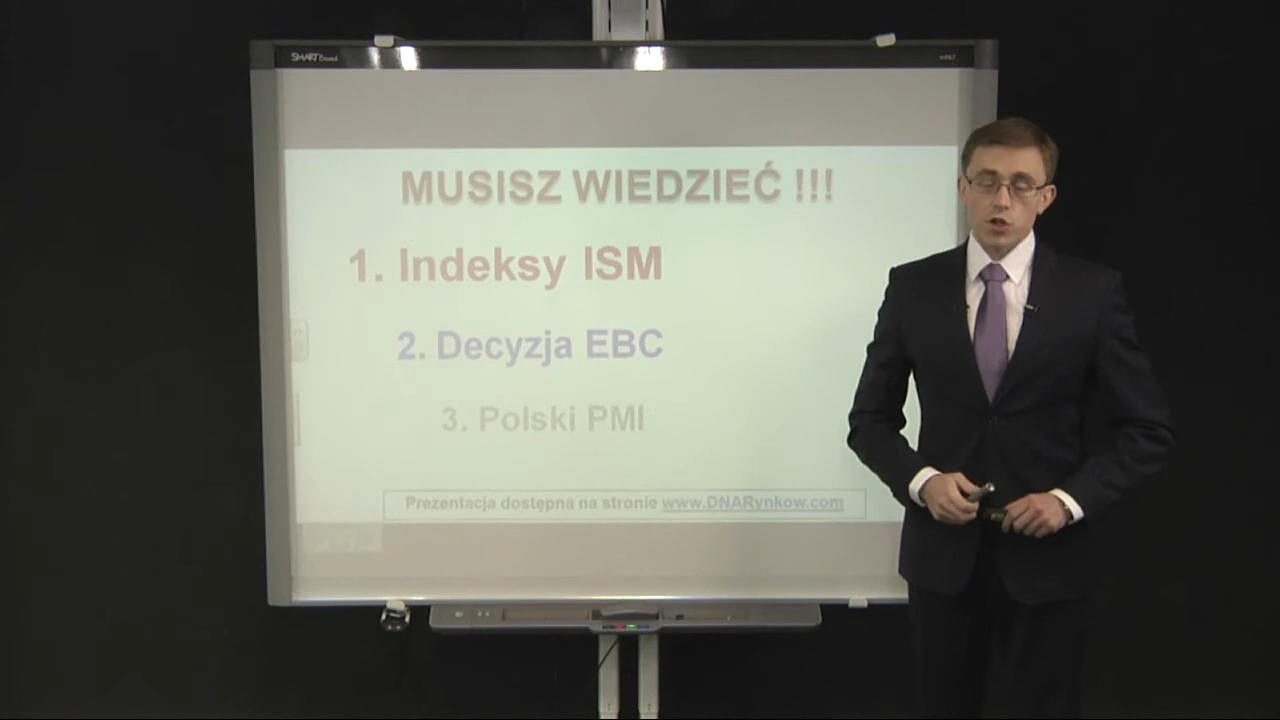 SMART Board
MUSISZ WIEDZIEĆ !!!
1. Indeksy ISM
2. Decyzja EBC
3. Polski PMI
Prezentacja dostępna na stronie www.DNARynkow.com